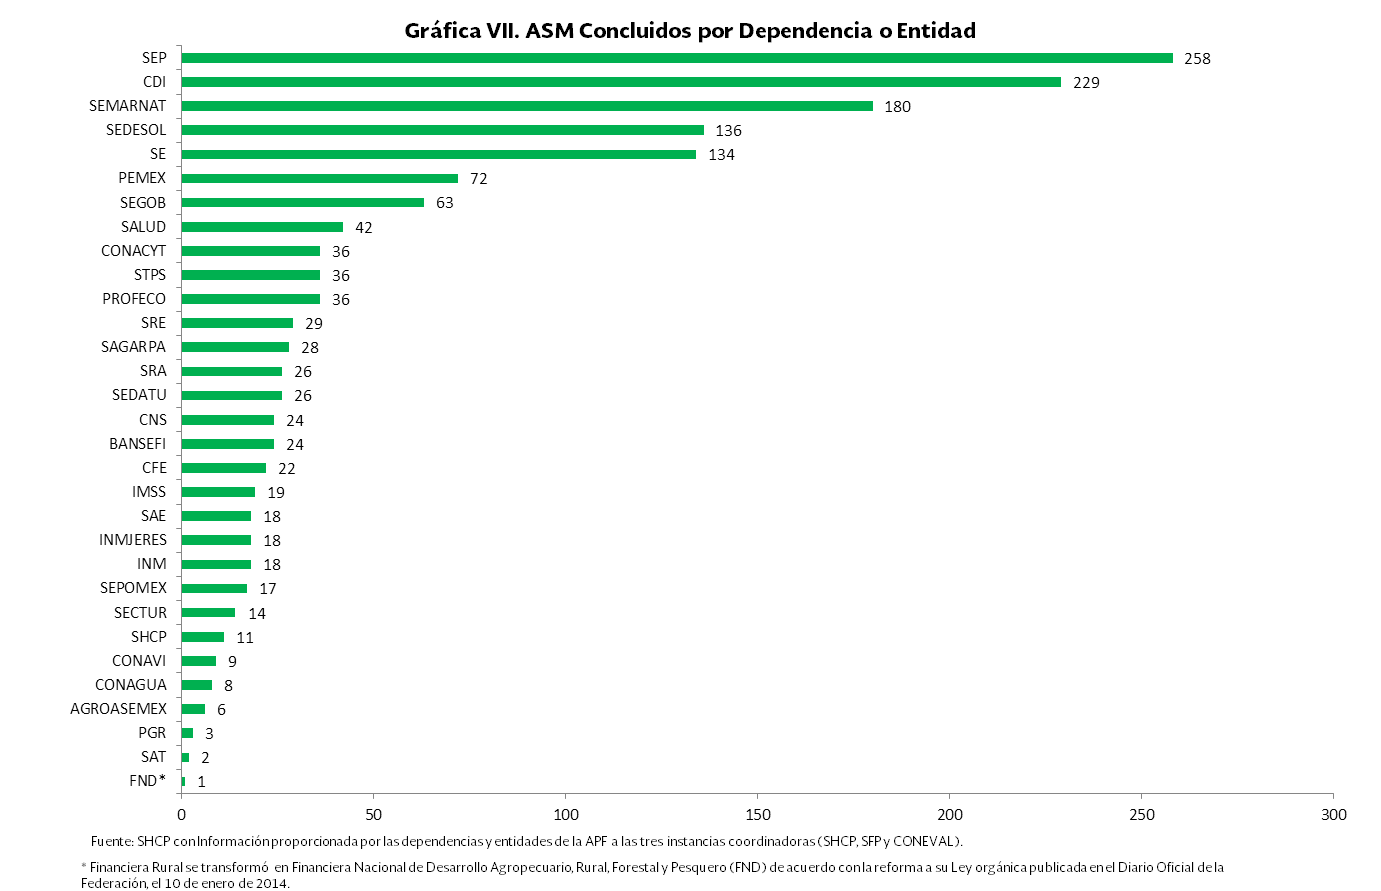 Gráfica VII. ASM Concluidos por Dependencia o Entidad
SEP 258
CDI 229
SEMARNAT 180
SEDESOL 136
SE 134
PEMEX 72
SEGOB 63
SALUD 42
CONACYT 36
STPS 36
PROFECO 36
SRE 29
SAGARPA 28
SRA 26
SEDATU 26
CNS 24
BANSEFI 24
CFE 22
IMSS 19
SAE 18
INMJERES 18
INM 18
SEPOMEX 17
SECTUR 14
SHCP 11
CONAVI 9
CONAGUA 8
AGROASEMEX 6
PGR 3
SAT 2
FND* 1
0 50 100 150 200 250 300
Fuente: SHCP con Información proporcionada por las dependencias y entidades de la APF a las tres instancias coordinadoras (SHCP, SFP y CONEVAL).
* Financiera Rural se transformó en Financiera Nacional de Desarrollo Agropecuario, Rural, Forestal y Pesquero (FND) de acuerdo con la reforma a su Ley orgánica publicada en el Diario Oficial de la
Federación, el 10 de enero de 2014.